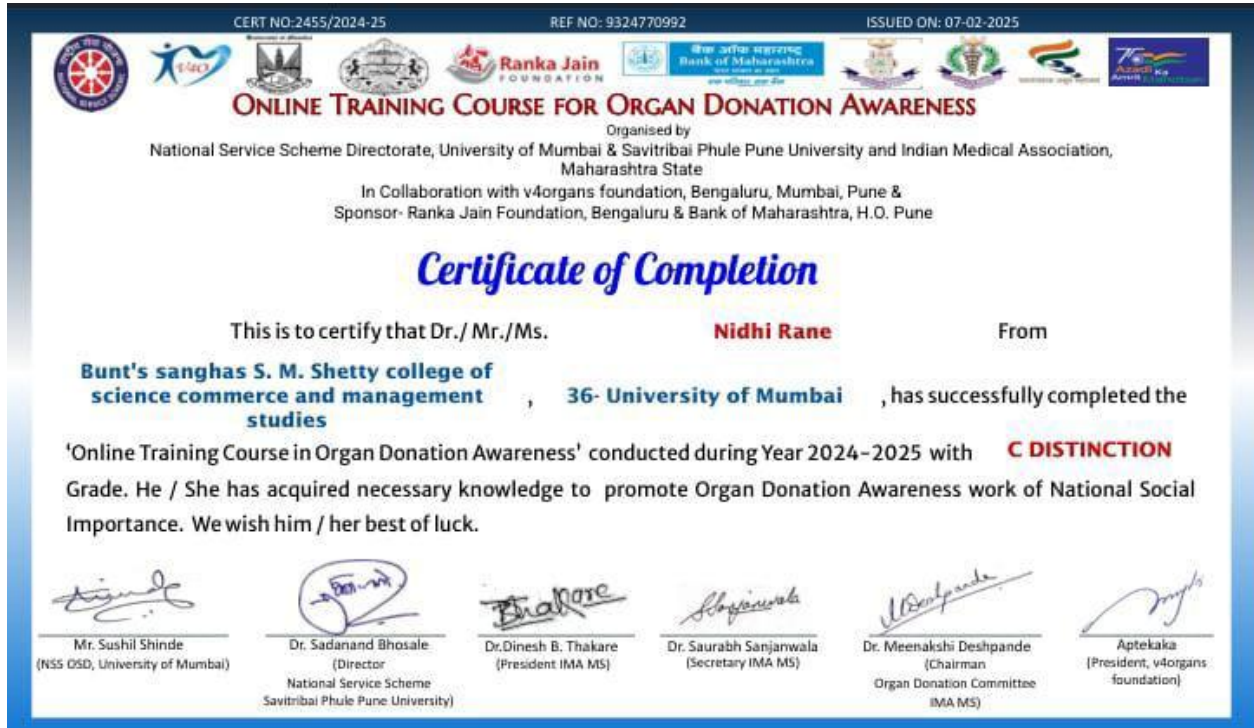 CERT NO:2455/2024-25 REF NO: 9324770992 ISSUED ON: 07-02-2025
V4O
Ranka Jain
FOUNDATION
बैंक ऑफ महाराष्ट्र
Bank of Maharashtra
Azadi Ka
Amrit Mahotsav
ONLINE TRAINING COURSE FOR ORGAN DONATION AWARENESS
Organised by
National Service Scheme Directorate, University of Mumbai & Savitribai Phule Pune University and Indian Medical Association,
Maharashtra State
In Collaboration with v4organs foundation, Bengaluru, Mumbai, Pune &
Sponsor- Ranka Jain Foundation, Bengaluru & Bank of Maharashtra, H.O. Pune
Certificate of Completion
This is to certify that Dr./ Mr./Ms. Nidhi Rane From
Bunt's sanghas S. M. Shetty college of
science commerce and management
studies
, 36- University of Mumbai , has successfully completed the
'Online Training Course in Organ Donation Awareness' conducted during Year 2024-2025 with C DISTINCTION
Grade. He / She has acquired necessary knowledge to promote Organ Donation Awareness work of National Social
Importance. We wish him / her best of luck.
Mr. Sushil Shinde
(NSS OSD, University of Mumbai)
Dr. Sadanand Bhosale
(Director
National Service Scheme
Savitribai Phule Pune University)
Dr.Dinesh B. Thakare
(President IMA MS)
Dr. Saurabh Sanjanwala
(Secretary IMA MS)
Dr. Meenakshi Deshpande
(Chairman
Organ Donation Committee
IMA MS)
Aptekaka
(President, v4organs
foundation)